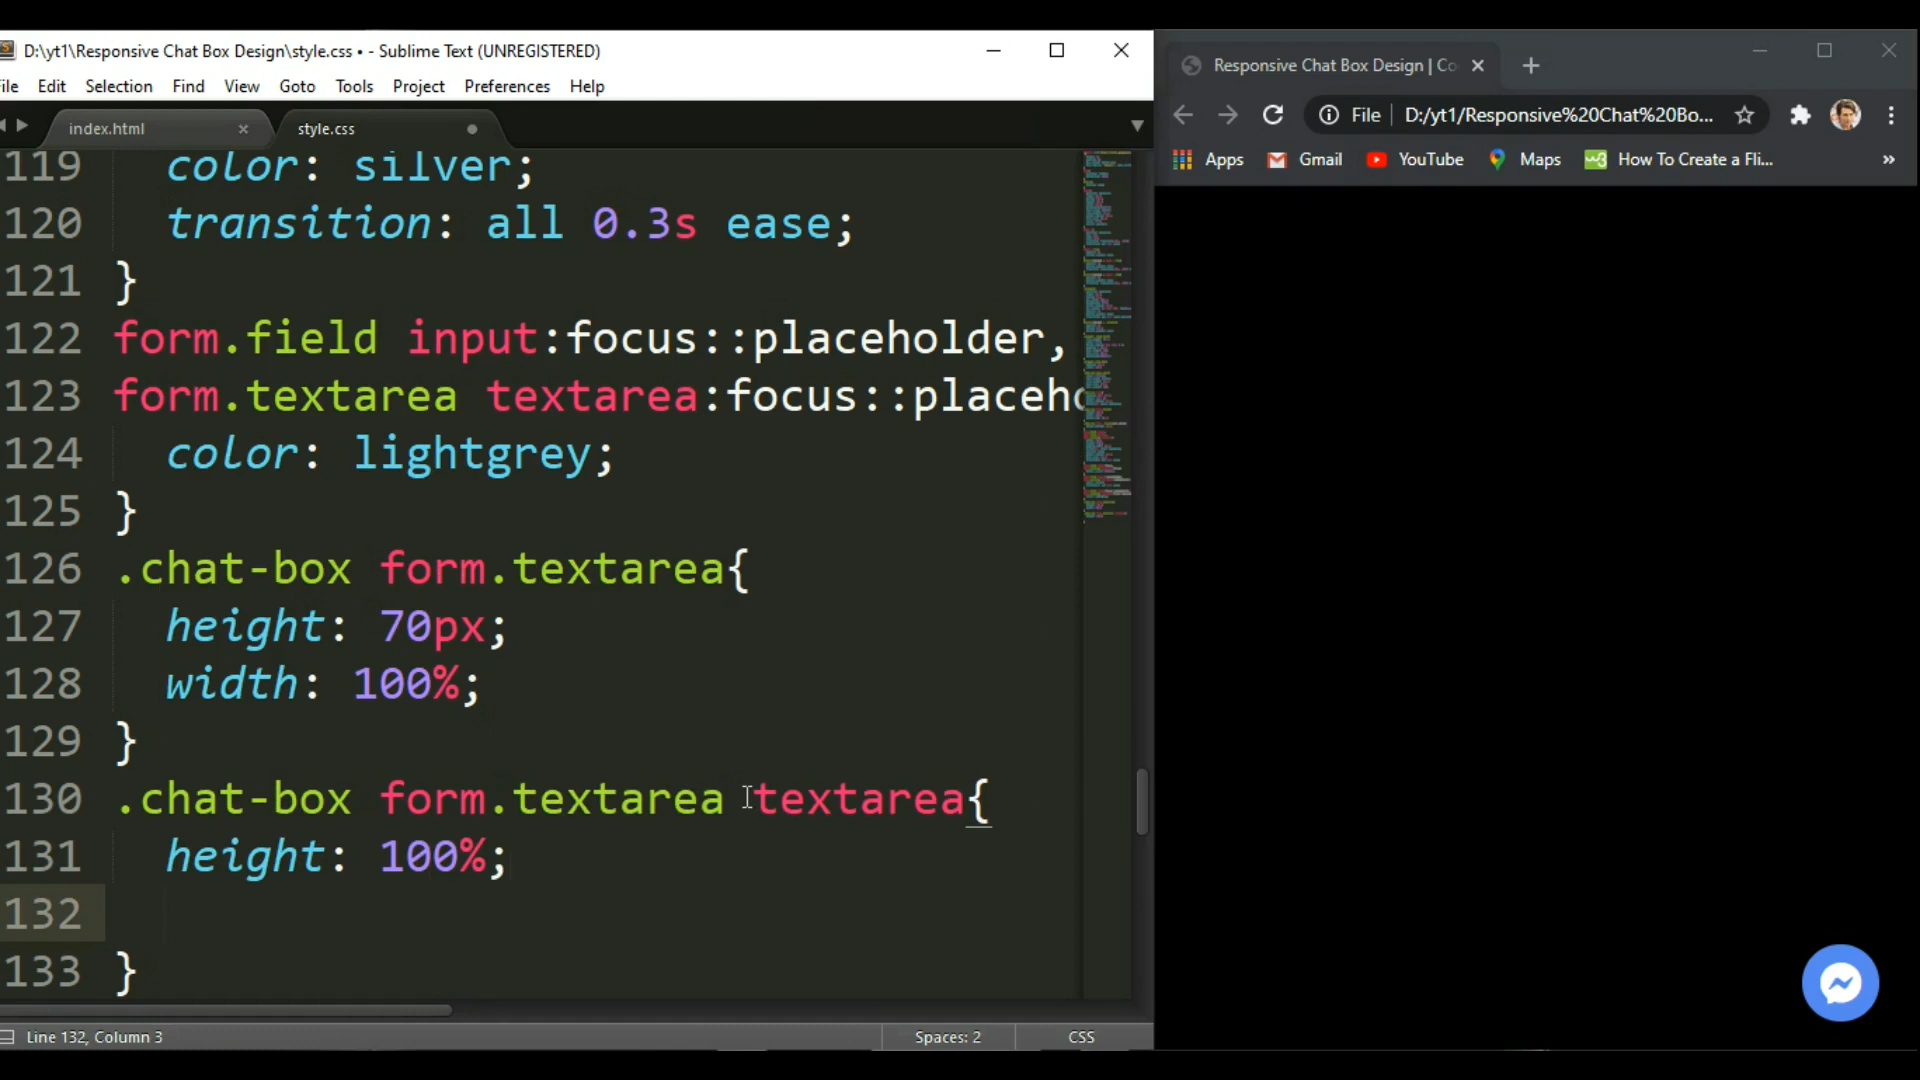 D:\yt1\Responsive Chat Box Design\style.css • - Sublime Text (UNREGISTERED)
ile Edit Selection Find View Goto Tools Project Preferences Help
index.html
style.css
119 color: silver;
120 transition: all 0.3s ease;
121 }
122 form.field input:focus::placeholder,
123 form.textarea textarea:focus::placeho
124 color: lightgrey;
125 }
126 .chat-box form.textarea{
127 height: 70px;
128 width: 100%;
129 }
130 .chat-box form.textarea textarea{
131 height: 100%;
132
133 }
Line 132, Column 3
Spaces: 2
CSS
Responsive Chat Box Design | Co
File D:/yt1/Responsive%20Chat%20Bo...
Apps Gmail YouTube Maps How To Create a Fli... »